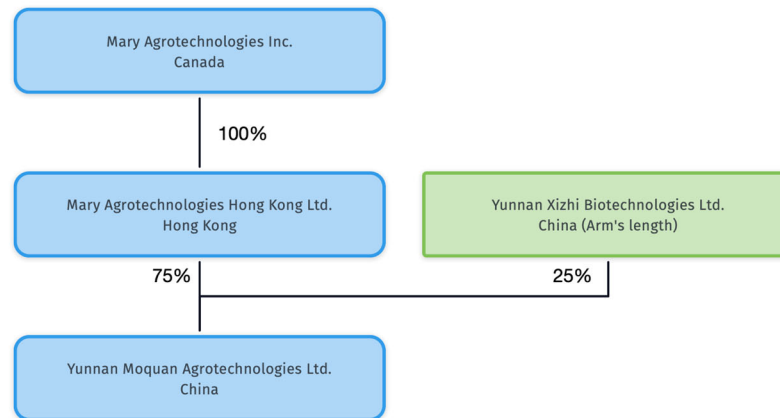 Mary Agrotechnologies Inc.
Canada
100%
Mary Agrotechnologies Hong Kong Ltd.
Hong Kong
Yunnan Xizhi Biotechnologies Ltd.
China (Arm's length)
75%
25%
Yunnan Moquan Agrotechnologies Ltd.
China